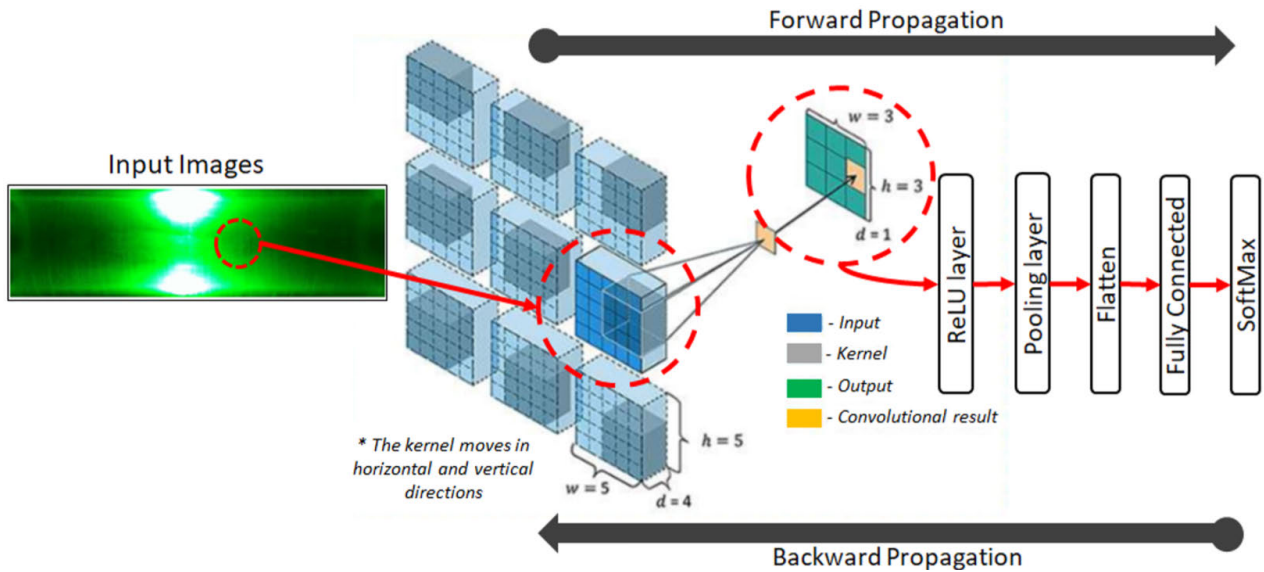 Forward Propagation
Input Images
w = 3
h = 3
d = 1
- Input
- Kernel
- Output
- Convolutional result
h = 5
w = 5
d = 4
* The kernel moves in
horizontal and vertical
directions
ReLU layer
Pooling layer
Flatten
Fully Connected
SoftMax
Backward Propagation